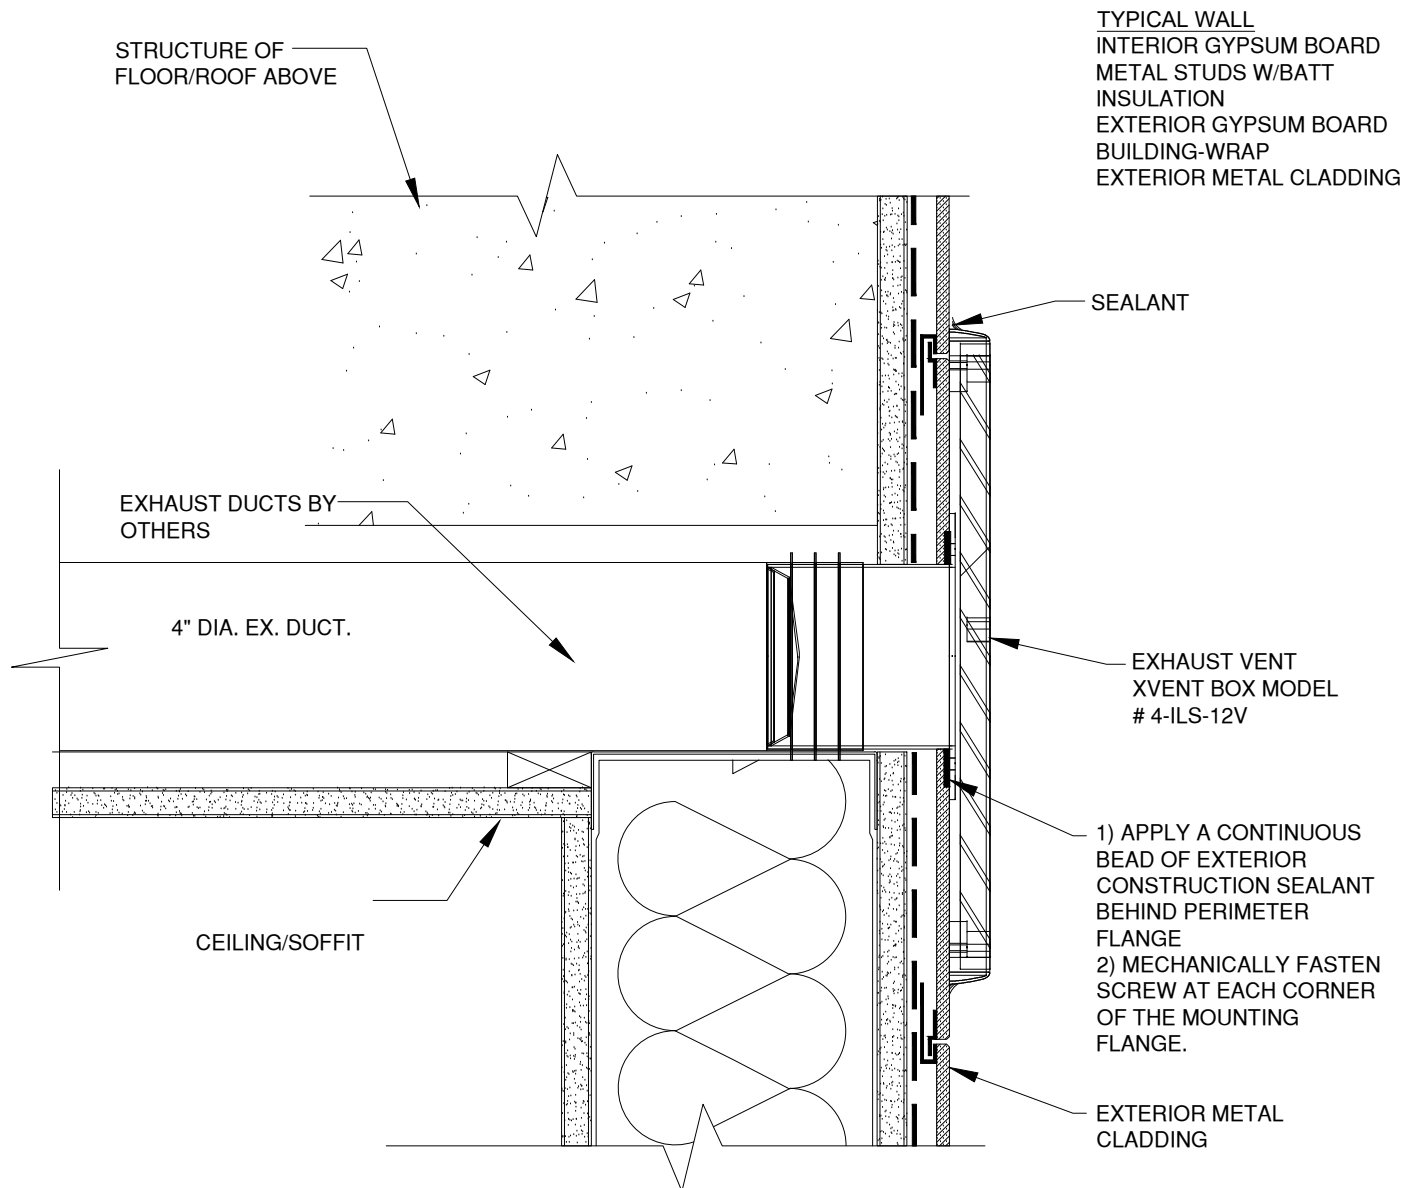 TYPICAL WALL
INTERIOR GYPSUM BOARD
METAL STUDS W/BATT
INSULATION
EXTERIOR GYPSUM BOARD
BUILDING-WRAP
EXTERIOR METAL CLADDING
STRUCTURE OF
FLOOR/ROOF ABOVE
SEALANT
EXHAUST DUCTS BY
OTHERS
4" DIA. EX. DUCT.
EXHAUST VENT
XVENT BOX MODEL
# 4-ILS-12V
1) APPLY A CONTINUOUS
BEAD OF EXTERIOR
CONSTRUCTION SEALANT
BEHIND PERIMETER
FLANGE
2) MECHANICALLY FASTEN
SCREW AT EACH CORNER
OF THE MOUNTING
FLANGE.
CEILING/SOFFIT
EXTERIOR METAL
CLADDING